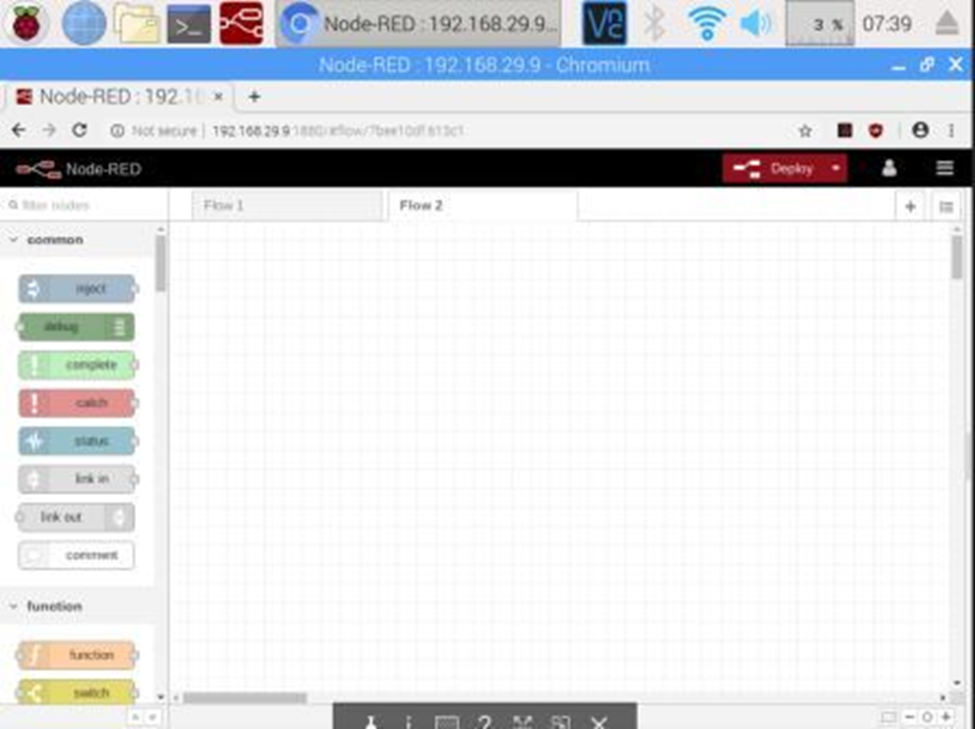 Node-RED : 192.168.29.9...
3 %
07:39
Node-RED : 192.168.29.9 - Chromium
Node-RED : 192.16
Not secure | 192.168.29.9:1880/#flow/7bee10df.613c1
Node-RED
Deploy
filter nodes
Flow 1
Flow 2
common
inject
debug
complete
catch
status
link in
link out
comment
function
function
switch